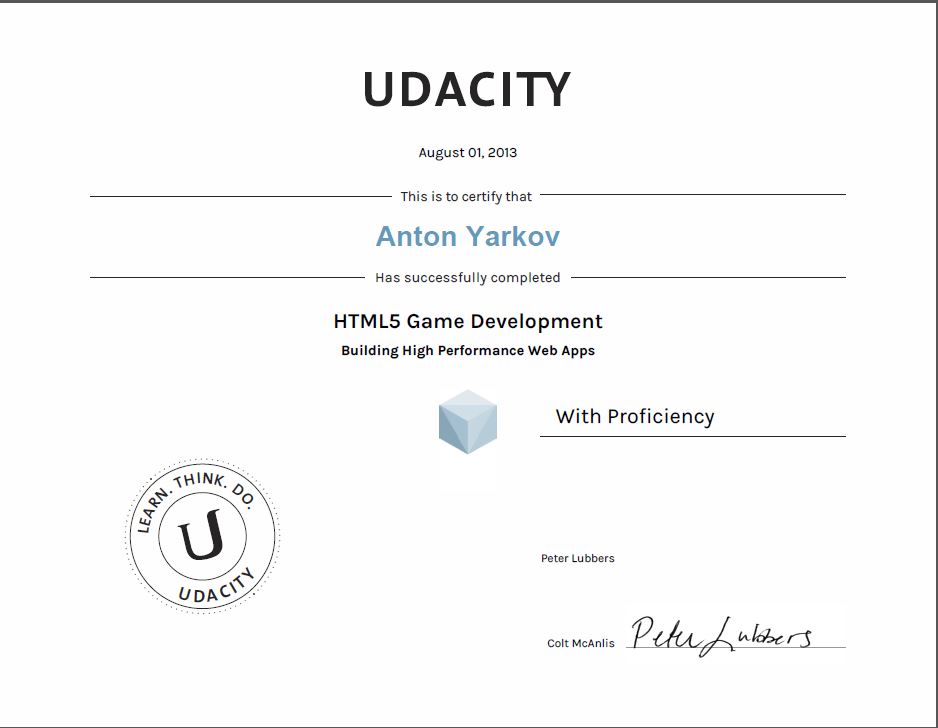 UDACITY
August 01, 2013
This is to certify that
Anton Yarkov
Has successfully completed
HTML5 Game Development
Building High Performance Web Apps
With Proficiency
LEARN. THINK. DO.
U
UDACITY
Peter Lubbers
Colt McAnlis Peter Lubbers